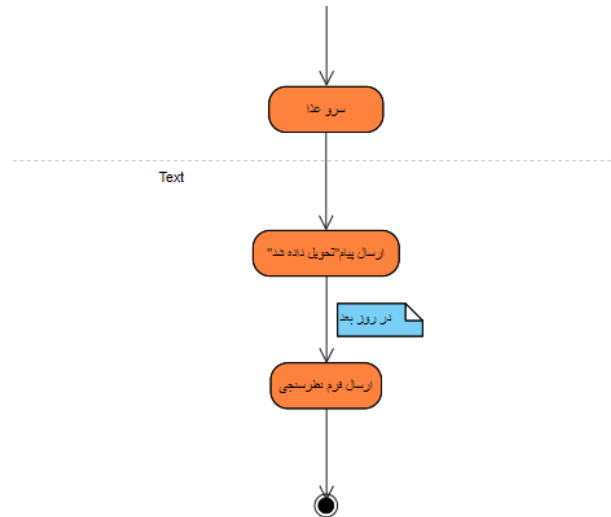 سرو غذا
Text
ارسال پیام"تحویل داده شد"
در روز بعد
ارسال فرم نظرسنجی